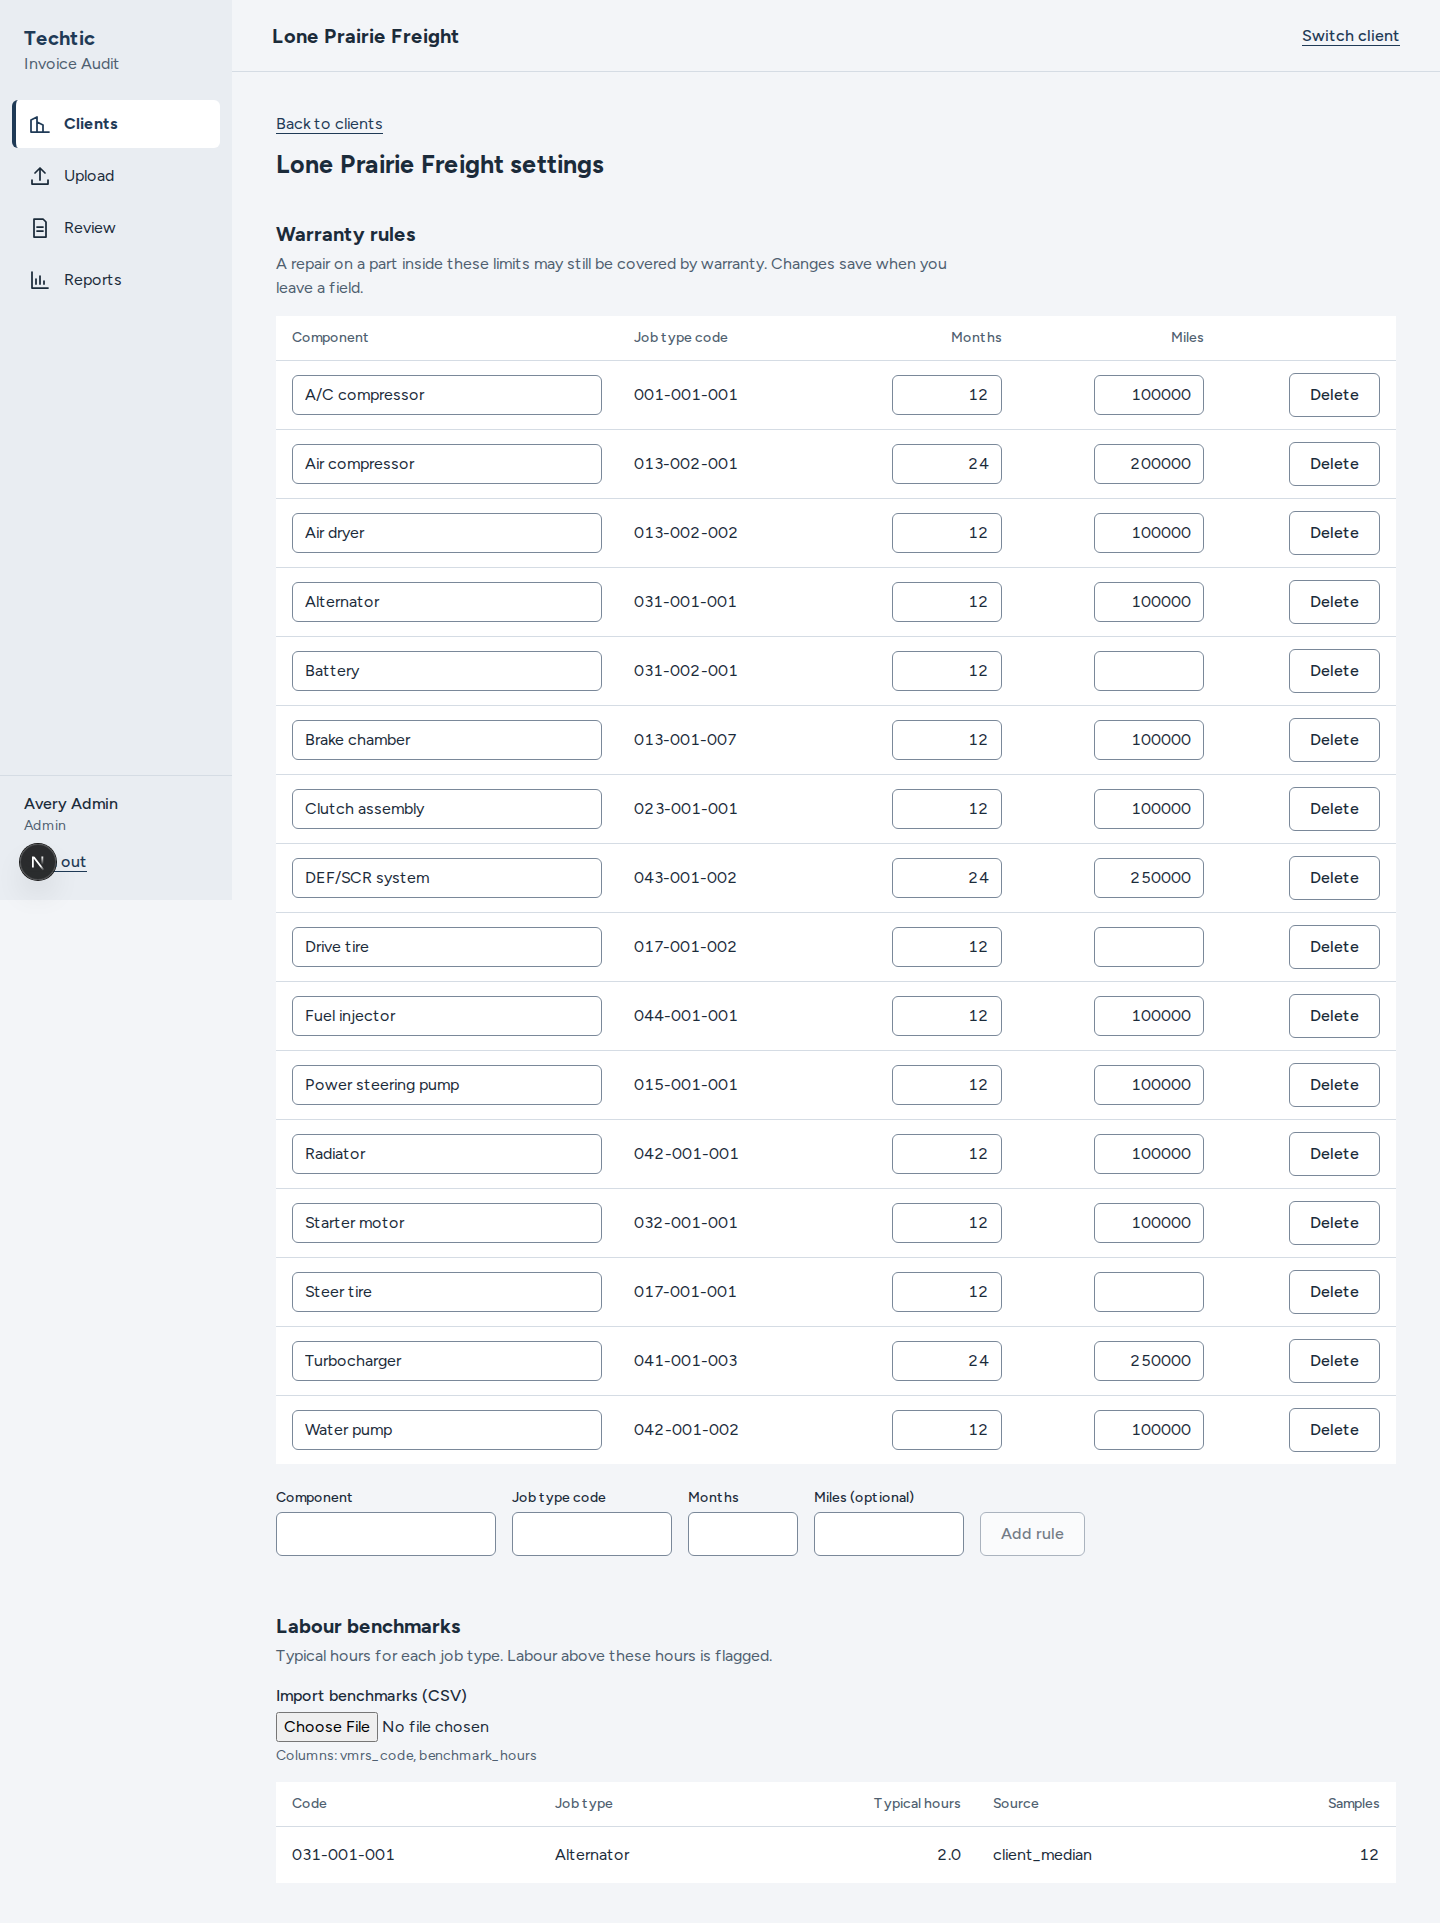 Techtic
Invoice Audit
Clients
Upload
Review
Reports
Avery Admin
Admin
out
Lone Prairie Freight
Switch client
Back to clients
Lone Prairie Freight settings
Warranty rules
A repair on a part inside these limits may still be covered by warranty. Changes save when you
leave a field.
Component Job type code Months Miles
A/C compressor 001-001-001 12 100000 Delete
Air compressor 013-002-001 24 200000 Delete
Air dryer 013-002-002 12 100000 Delete
Alternator 031-001-001 12 100000 Delete
Battery 031-002-001 12 Delete
Brake chamber 013-001-007 12 100000 Delete
Clutch assembly 023-001-001 12 100000 Delete
DEF/SCR system 043-001-002 24 250000 Delete
Drive tire 017-001-002 12 Delete
Fuel injector 044-001-001 12 100000 Delete
Power steering pump 015-001-001 12 100000 Delete
Radiator 042-001-001 12 100000 Delete
Starter motor 032-001-001 12 100000 Delete
Steer tire 017-001-001 12 Delete
Turbocharger 041-001-003 24 250000 Delete
Water pump 042-001-002 12 100000 Delete
Component Job type code Months Miles (optional)
Add rule
Labour benchmarks
Typical hours for each job type. Labour above these hours is flagged.
Import benchmarks (CSV)
Choose File No file chosen
Columns: vmrs_code, benchmark_hours
Code Job type Typical hours Source Samples
031-001-001 Alternator 2.0 client_median 12